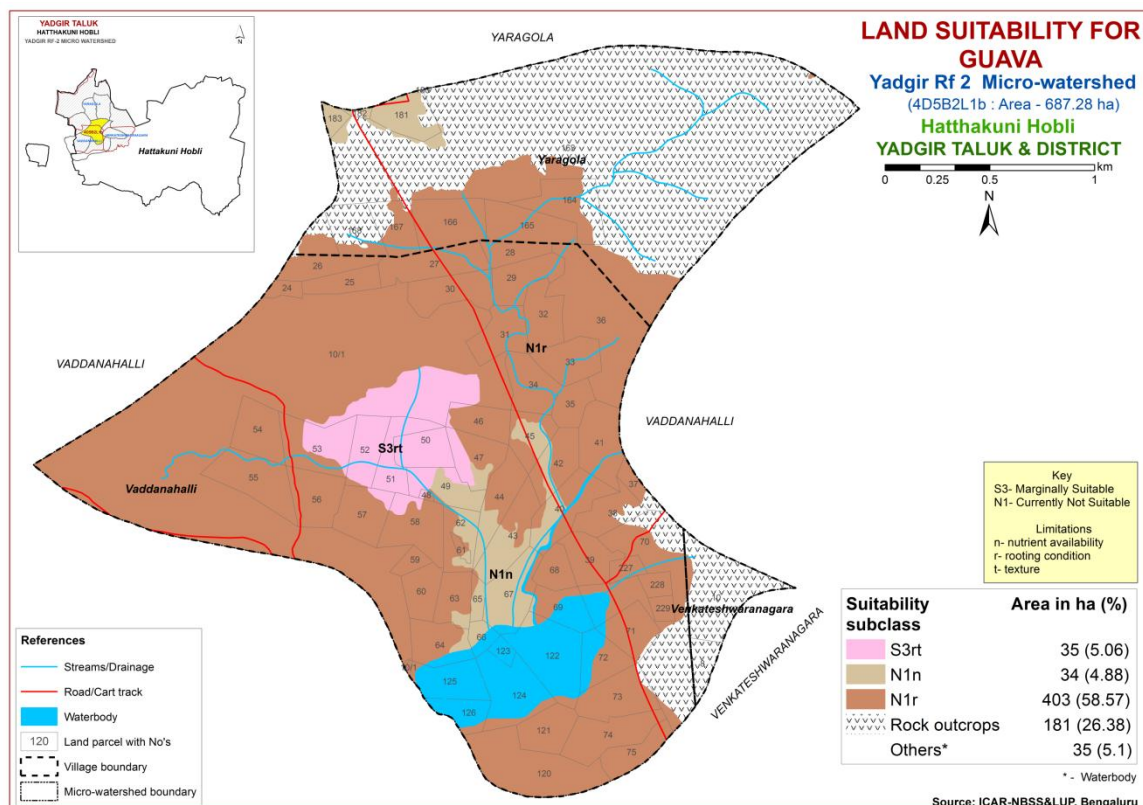 YADGIR TALUK
HATTHAKUNI HOBLI
YADGIR RF-2 MICRO WATERSHED
N
Hattakuni Hobli
LAND SUITABILITY FOR
GUAVA
Yadgir Rf 2 Micro-watershed
(4D5B2L1b : Area - 687.28 ha)
Hatthakuni Hobli
YADGIR TALUK & DISTRICT
0 0.25 0.5 1 km
N
YARAGOLA
183
181
169
Yaragola
164
168
167
166
165
26
25
24
27
28
29
30
32
36
31
N1r
33
10/1
34
35
VADDANAHALLI
VADDANAHALLI
54
53
52
50
S3rt
46
45
47
42
41
51
49
48
44
37
55
Vaddanahalli
56
57
58
62
43
38
70
61
59
39
227
N1n
68
228
10
60
63
65
67
69
229
Venkateshwaranagara
64
66
123
122
71
72
10/1
125
124
126
73
VENKATESHWARANAGARA
121
74
75
120
Key
S3- Marginally Suitable
N1- Currently Not Suitable
Limitations
n- nutrient availability
r- rooting condition
t- texture
Suitability subclass Area in ha (%)
S3rt 35 (5.06)
N1n 34 (4.88)
N1r 403 (58.57)
Rock outcrops 181 (26.38)
Others* 35 (5.1)
* - Waterbody
Source: ICAR-NBSS&LUP, Bengaluru
References
Streams/Drainage
Road/Cart track
Waterbody
120 Land parcel with No's
Village boundary
Micro-watershed boundary